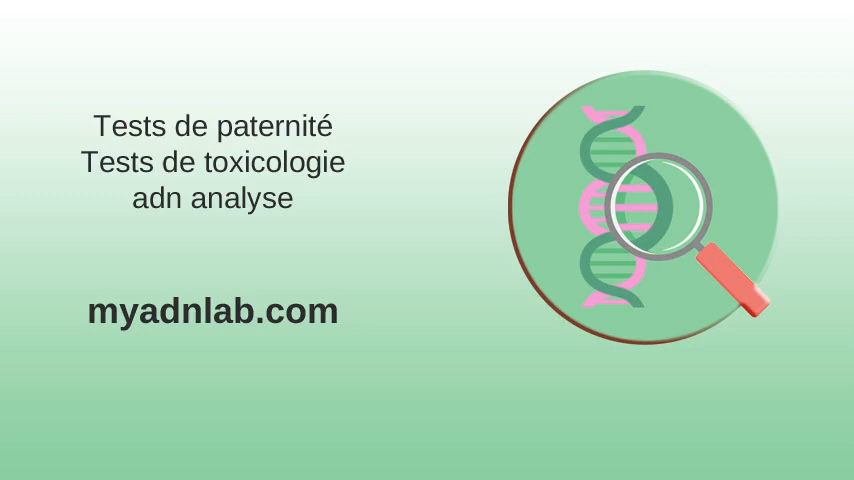 Tests de paternité
Tests de toxicologie
adn analyse
myadnlab.com